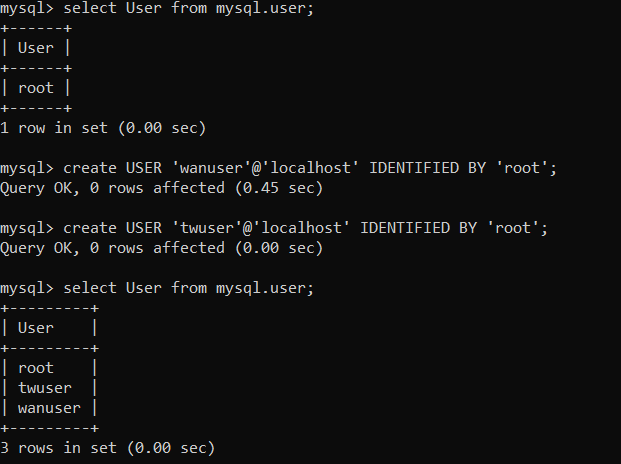 mysql> select User from mysql.user;
+------+
| User |
+------+
| root |
+------+
1 row in set (0.00 sec)
mysql> create USER 'wanuser'@'localhost' IDENTIFIED BY 'root';
Query OK, 0 rows affected (0.45 sec)
mysql> create USER 'twuser'@'localhost' IDENTIFIED BY 'root';
Query OK, 0 rows affected (0.00 sec)
mysql> select User from mysql.user;
+---------+
| User    |
+---------+
| root    |
| twuser  |
| wanuser |
+---------+
3 rows in set (0.00 sec)